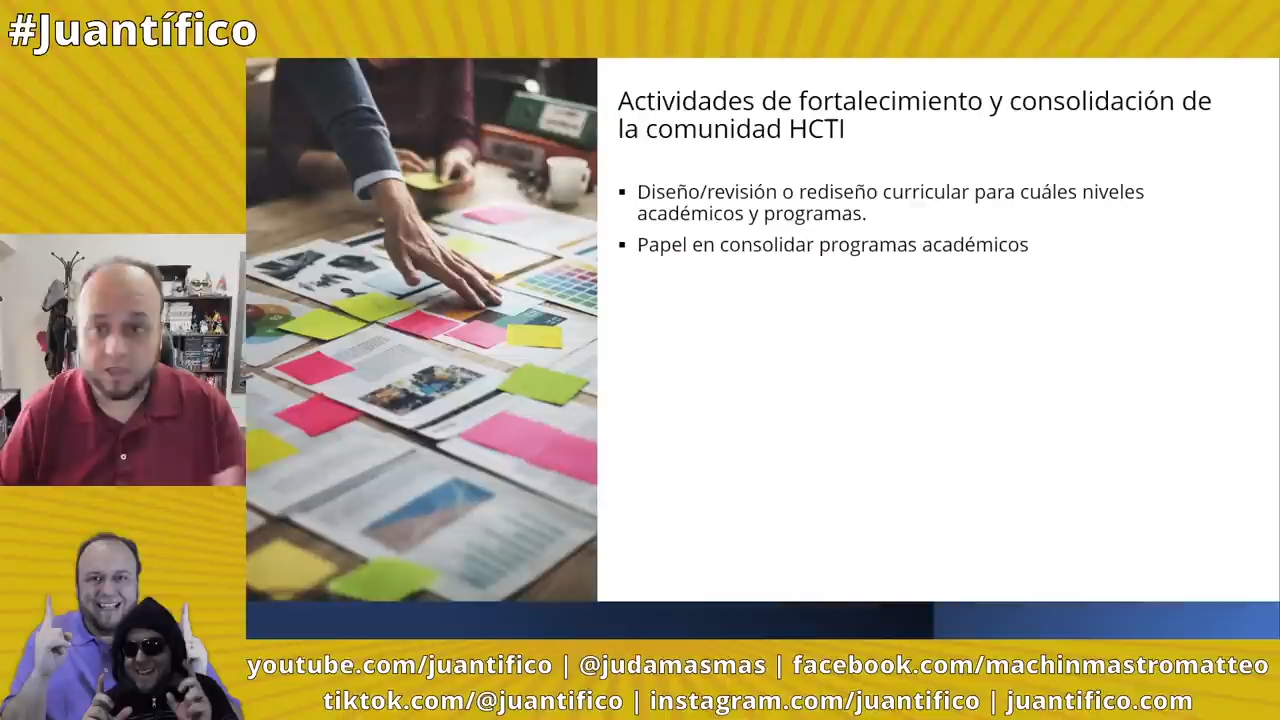 #Juantífico
Actividades de fortalecimiento y consolidación de
la comunidad HCTI
▪ Diseño/revisión o rediseño curricular para cuáles niveles
académicos y programas.
▪ Papel en consolidar programas académicos
youtube.com/juantifico | @judamasmas | facebook.com/machinmastromatteo
tiktok.com/@juantifico | instagram.com/juantifico | juantifico.com